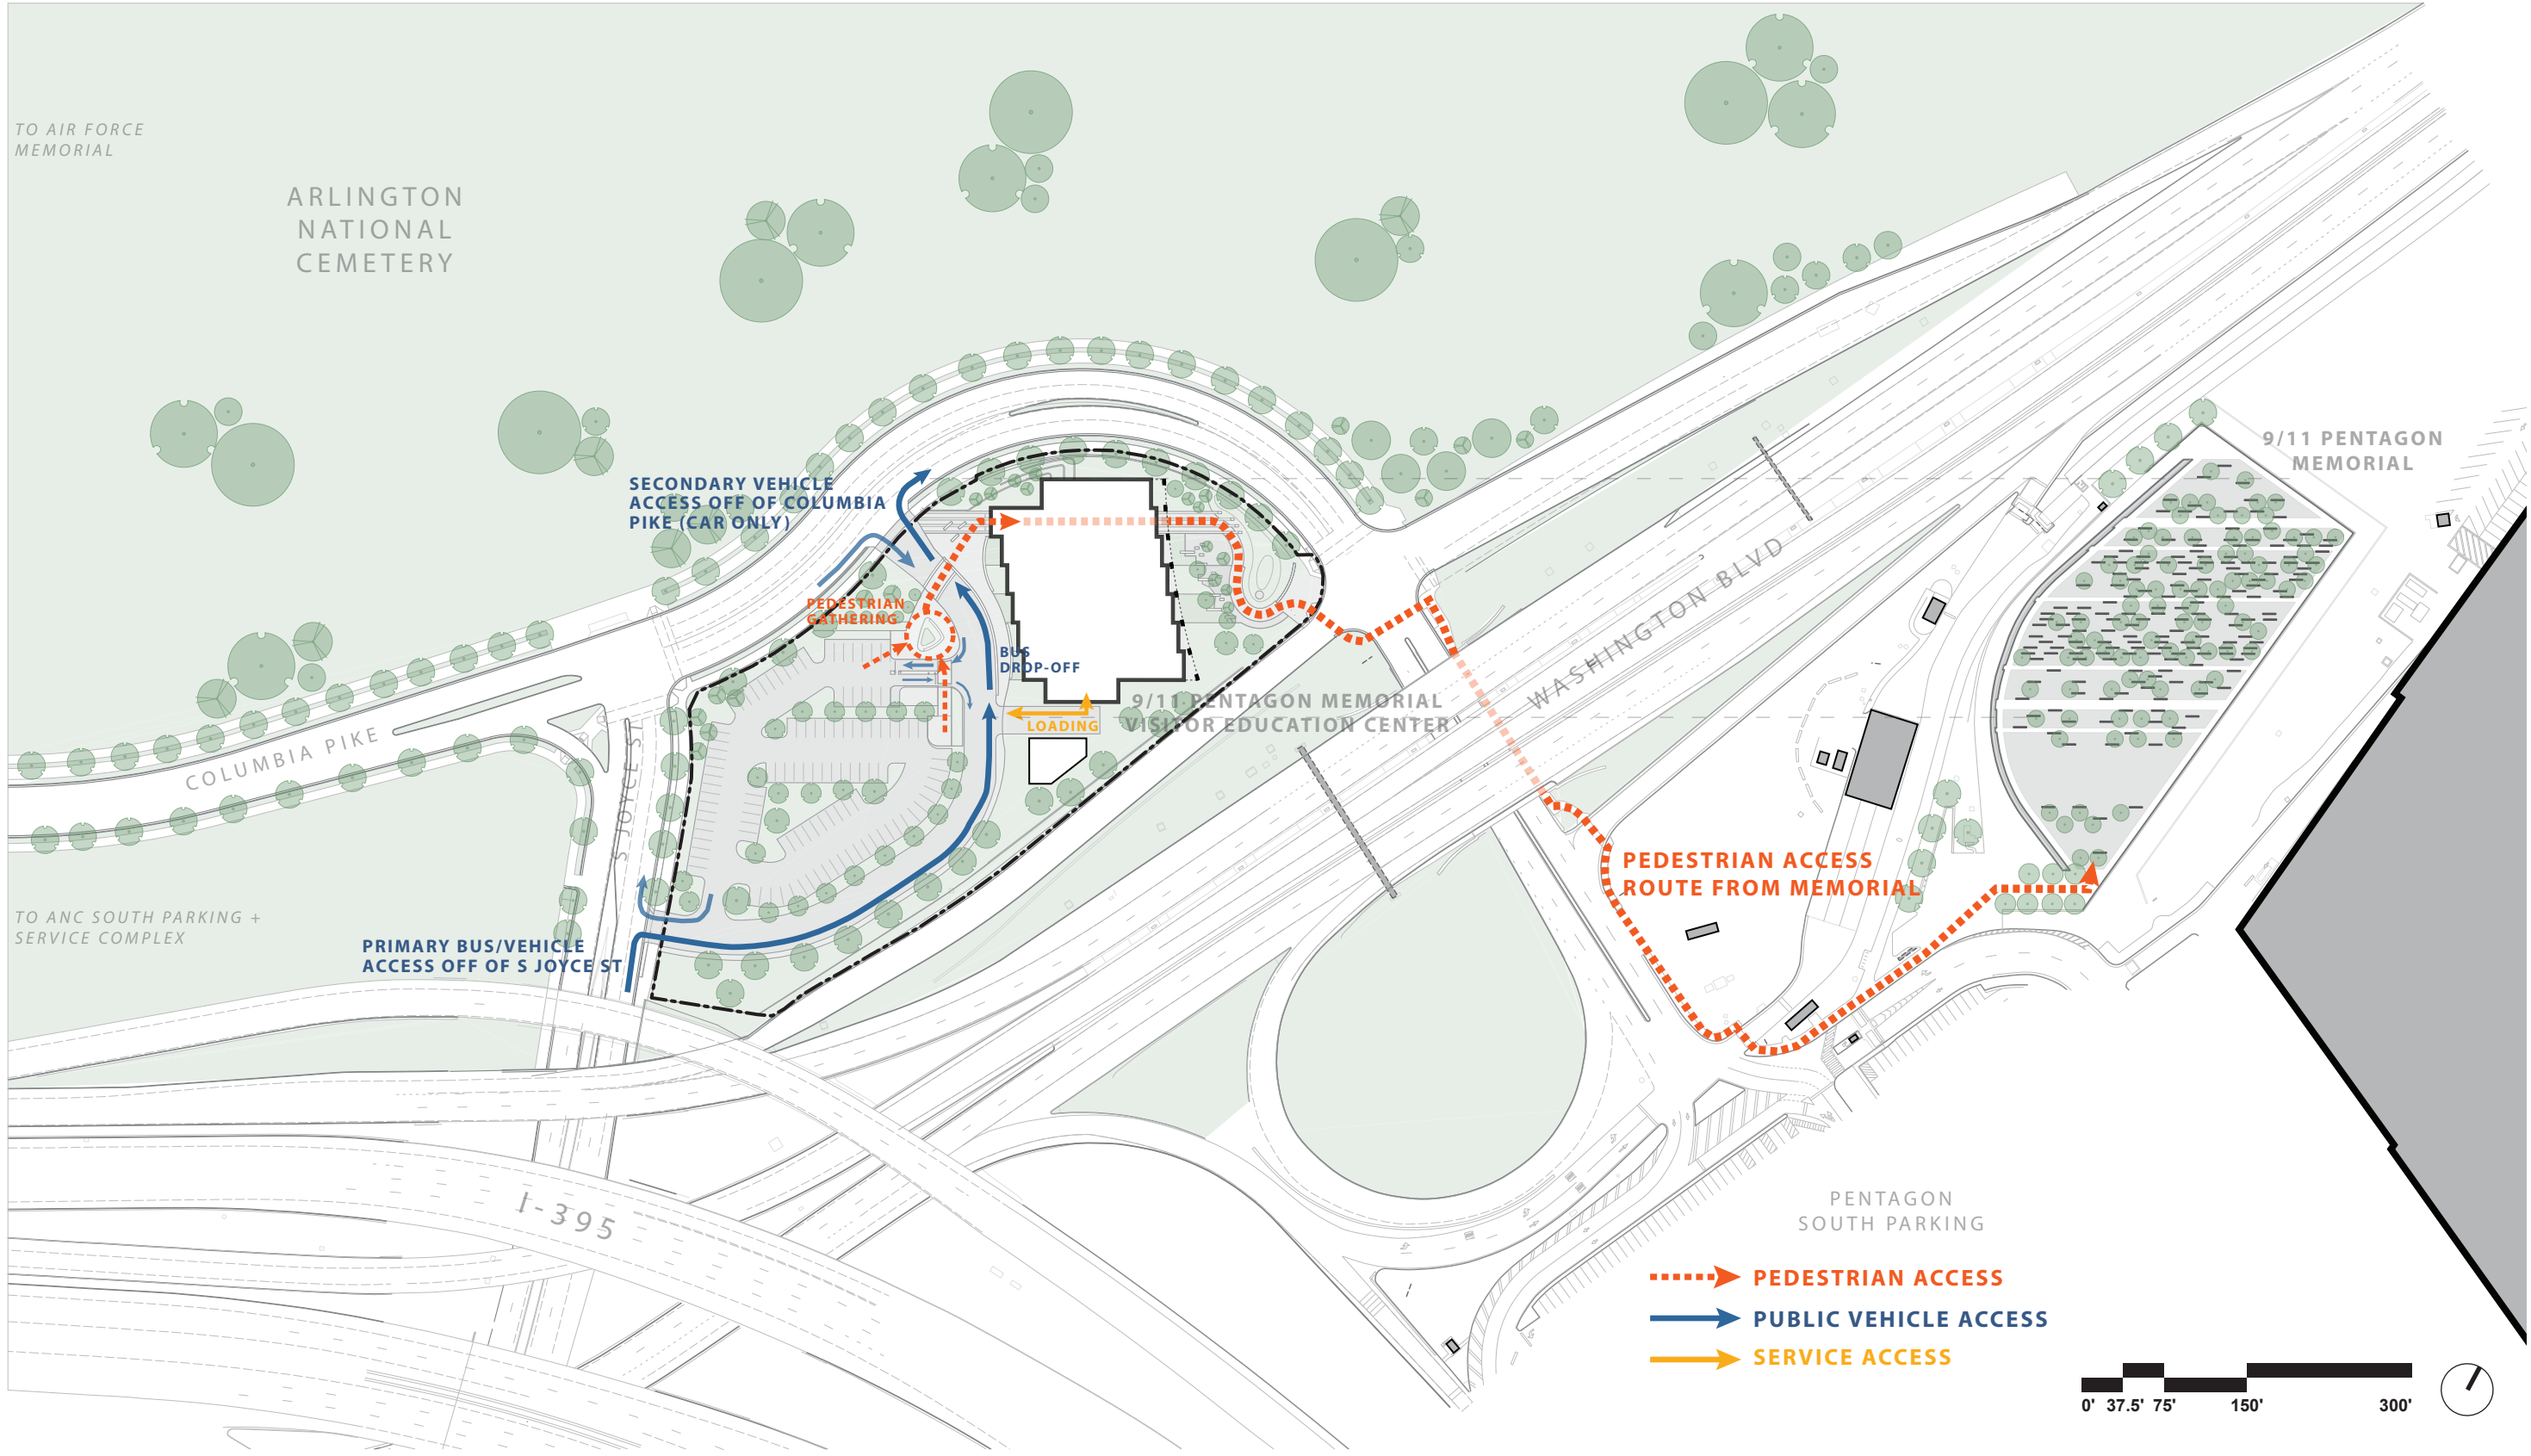 TO AIR FORCE
MEMORIAL
ARLINGTON
NATIONAL
CEMETERY
SECONDARY VEHICLE
ACCESS OFF OF COLUMBIA
PIKE (CAR ONLY)
9/11 PENTAGON
MEMORIAL
PEDESTRIAN
GATHERING
BUS
DROP-OFF
WASHINGTON BLVD
9/11 PENTAGON MEMORIAL
VISITOR EDUCATION CENTER
LOADING
COLUMBIA PIKE
S JOYCE ST
PEDESTRIAN ACCESS
ROUTE FROM MEMORIAL
TO ANC SOUTH PARKING +
SERVICE COMPLEX
PRIMARY BUS/VEHICLE
ACCESS OFF OF S JOYCE ST
I-395
PENTAGON
SOUTH PARKING
PEDESTRIAN ACCESS
PUBLIC VEHICLE ACCESS
SERVICE ACCESS
0' 37.5' 75' 150' 300'